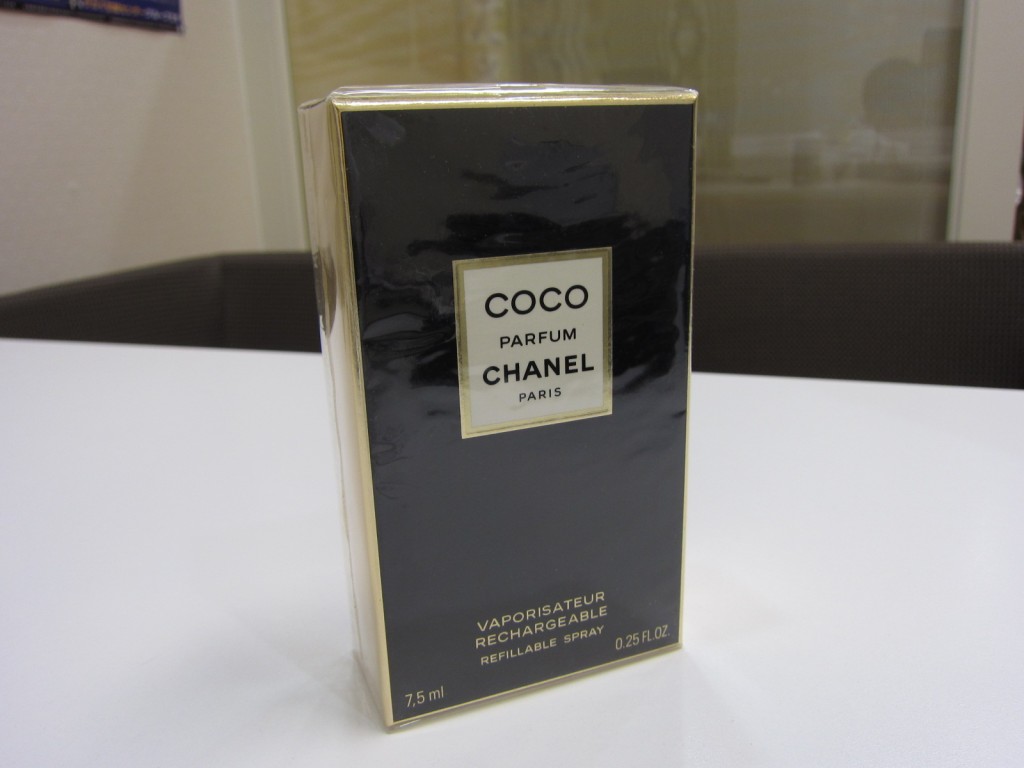 COCO
PARFUM
CHANEL
PARIS
VAPORISATEUR
RECHARGEABLE
REFILLABLE SPRAY
7,5 ml
0.25 FL.OZ.